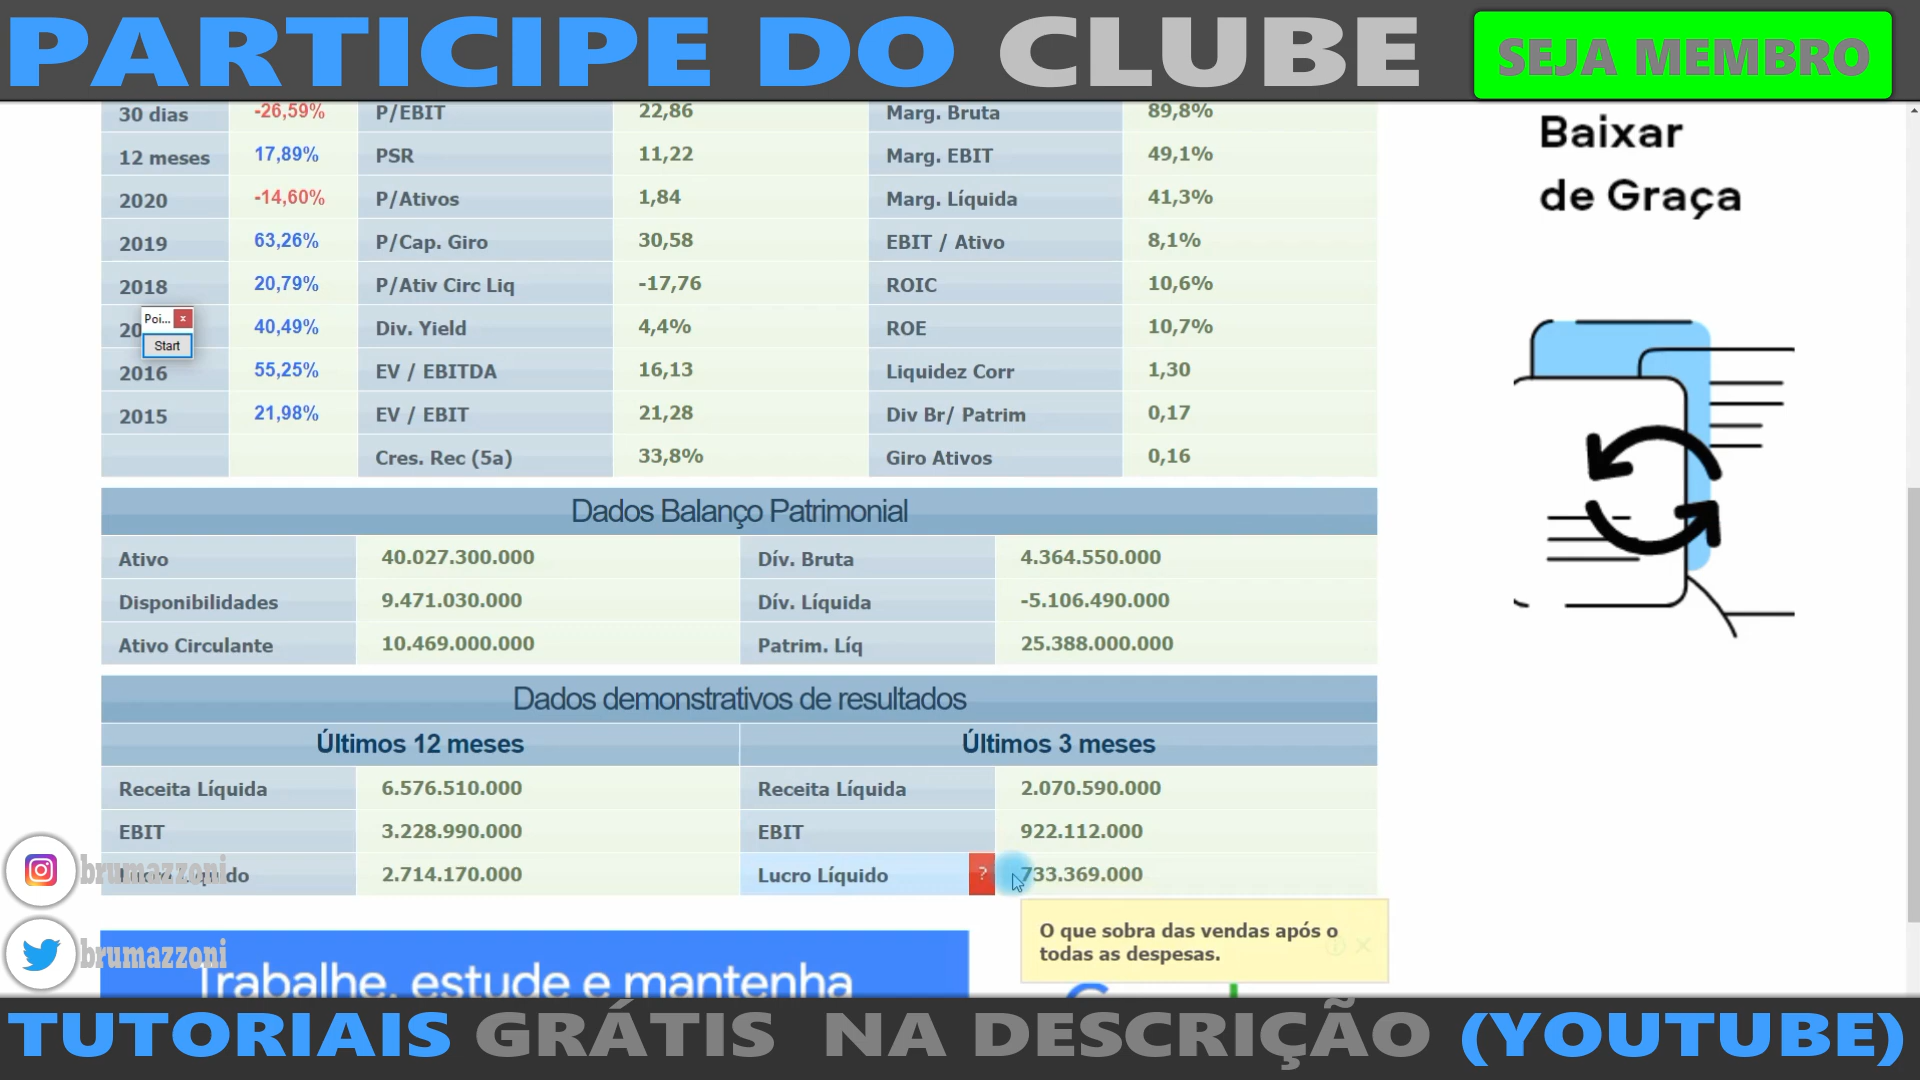 PARTICIPE DO CLUBE SEJA MEMBRO
30 dias -26,59% P/EBIT 22,86 Marg. Bruta 89,8%
12 meses 17,89% PSR 11,22 Marg. EBIT 49,1%
2020 -14,60% P/Ativos 1,84 Marg. Líquida 41,3%
2019 63,26% P/Cap. Giro 30,58 EBIT / Ativo 8,1%
2018 20,79% P/Ativ Circ Liq -17,76 ROIC 10,6%
20 40,49% Div. Yield 4,4% ROE 10,7%
Poi... x
Start
2016 55,25% EV / EBITDA 16,13 Liquidez Corr 1,30
2015 21,98% EV / EBIT 21,28 Div Br/ Patrim 0,17
Cres. Rec (5a) 33,8% Giro Ativos 0,16
Baixar
de Graça
Dados Balanço Patrimonial
Ativo 40.027.300.000 Dív. Bruta 4.364.550.000
Disponibilidades 9.471.030.000 Dív. Líquida -5.106.490.000
Ativo Circulante 10.469.000.000 Patrim. Líq 25.388.000.000
Dados demonstrativos de resultados
Últimos 12 meses Últimos 3 meses
Receita Líquida 6.576.510.000 Receita Líquida 2.070.590.000
EBIT 3.228.990.000 EBIT 922.112.000
brumazzoni 2.714.170.000 Lucro Líquido ? 733.369.000
O que sobra das vendas após o
todas as despesas.
brumazzoni
Trabalhe, estude e mantenha
TUTORIAIS GRÁTIS NA DESCRIÇÃO (YOUTUBE)